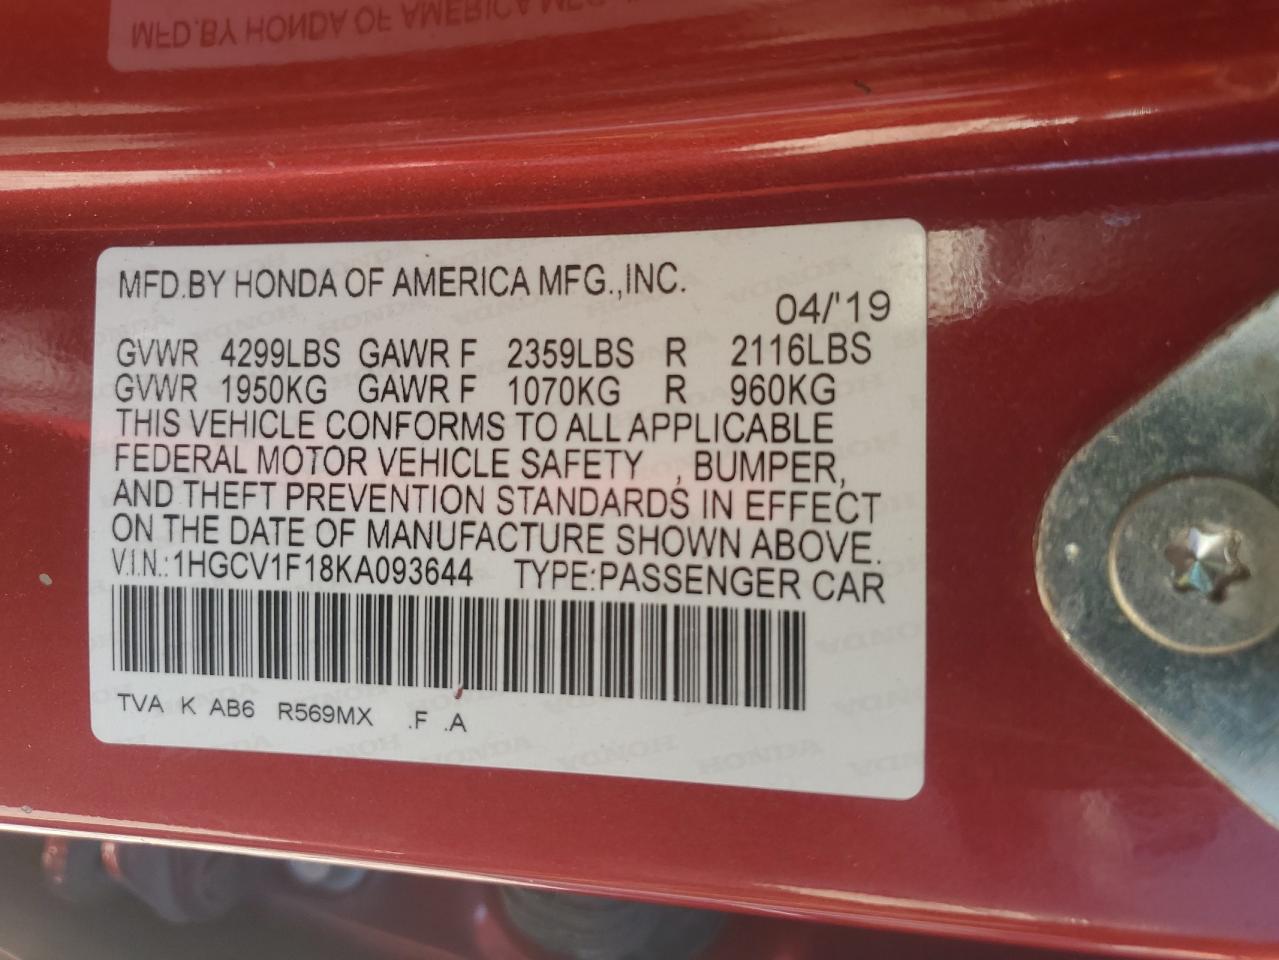 MFD.BY HONDA OF AMERICA MFG.,INC.
04/'19
GVWR 4299LBS GAWR F 2359LBS R 2116LBS
GVWR 1950KG GAWR F 1070KG R 960KG
THIS VEHICLE CONFORMS TO ALL APPLICABLE
FEDERAL MOTOR VEHICLE SAFETY , BUMPER,
AND THEFT PREVENTION STANDARDS IN EFFECT
ON THE DATE OF MANUFACTURE SHOWN ABOVE.
V.I.N.:1HGCV1F18KA093644 TYPE:PASSENGER CAR
TVA K AB6 R569MX .F .A